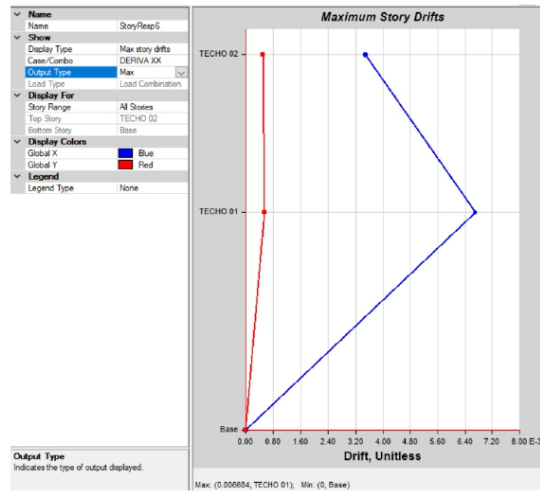 Name
Name StoryResp5
Show
Display Type Max story drifts
Case/Combo DERIVA XX
Output Type Max
Load Type Load Combination
Display For
Story Range All Stories
Top Story TECHO 02
Bottom Story Base
Display Colors
Global X Blue
Global Y Red
Legend
Legend Type None
Output Type
Indicates the type of output displayed.
Maximum Story Drifts
TECHO 02
TECHO 01
Base
0.00 0.80 1.60 2.40 3.20 4.00 4.80 5.60 6.40 7.20 8.00 E-3
Drift, Unitless
Max: (0.006684, TECHO 01); Min: (0, Base)